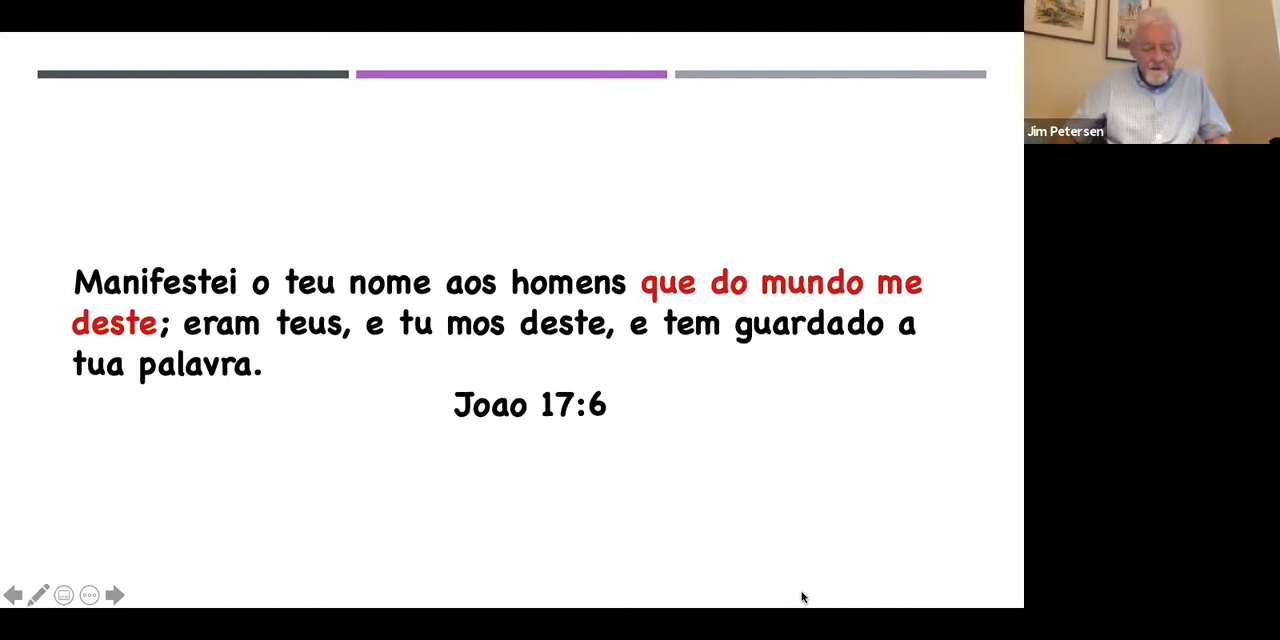 Manifestei o teu nome aos homens que do mundo me
deste; eram teus, e tu mos deste, e tem guardado a
tua palavra.
Joao 17:6
Jim Petersen